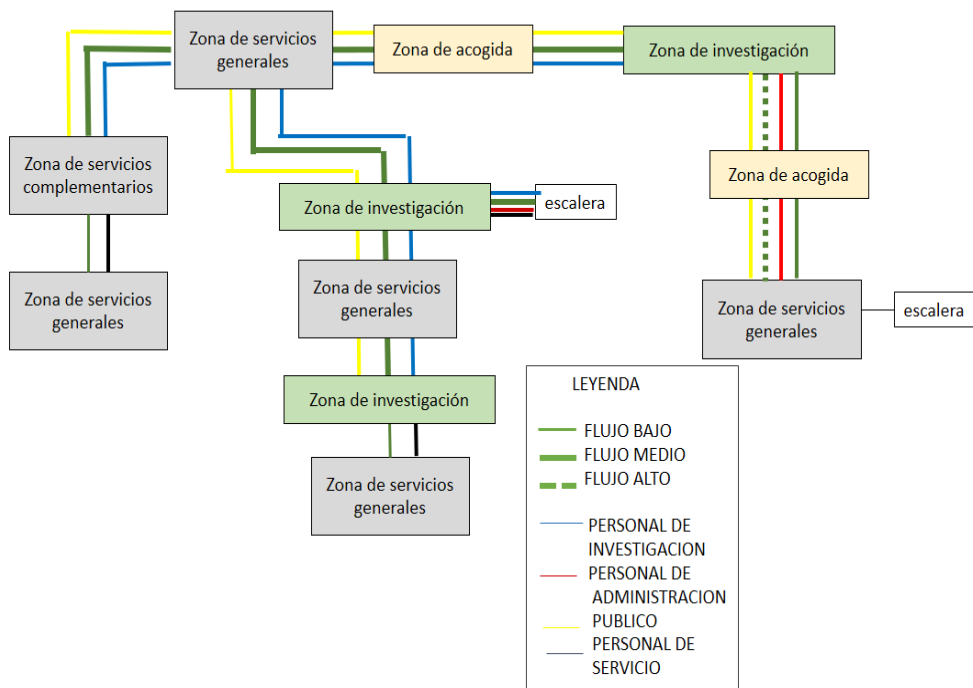 Zona de servicios
generales
Zona de acogida
Zona de investigación
Zona de servicios
complementarios
Zona de acogida
Zona de investigación
escalera
Zona de servicios
generales
Zona de servicios
generales
Zona de servicios
generales
escalera
Zona de investigación
Zona de servicios
generales
LEYENDA
FLUJO BAJO
FLUJO MEDIO
FLUJO ALTO
PERSONAL DE
INVESTIGACION
PERSONAL DE
ADMINISTRACION
PUBLICO
PERSONAL DE
SERVICIO